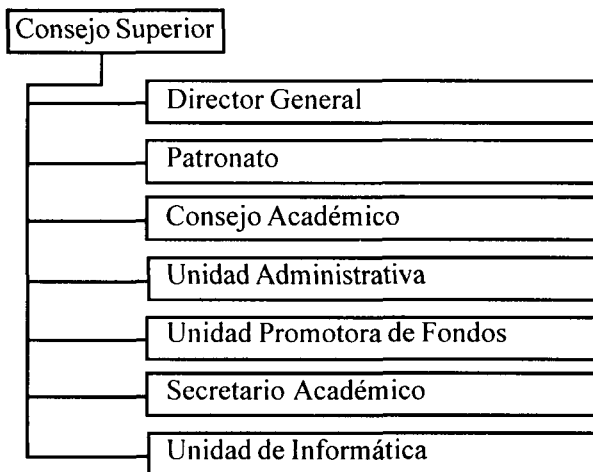 Consejo Superior
Director General
Patronato
Consejo Académico
Unidad Administrativa
Unidad Promotora de Fondos
Secretario Académico
Unidad de Informática